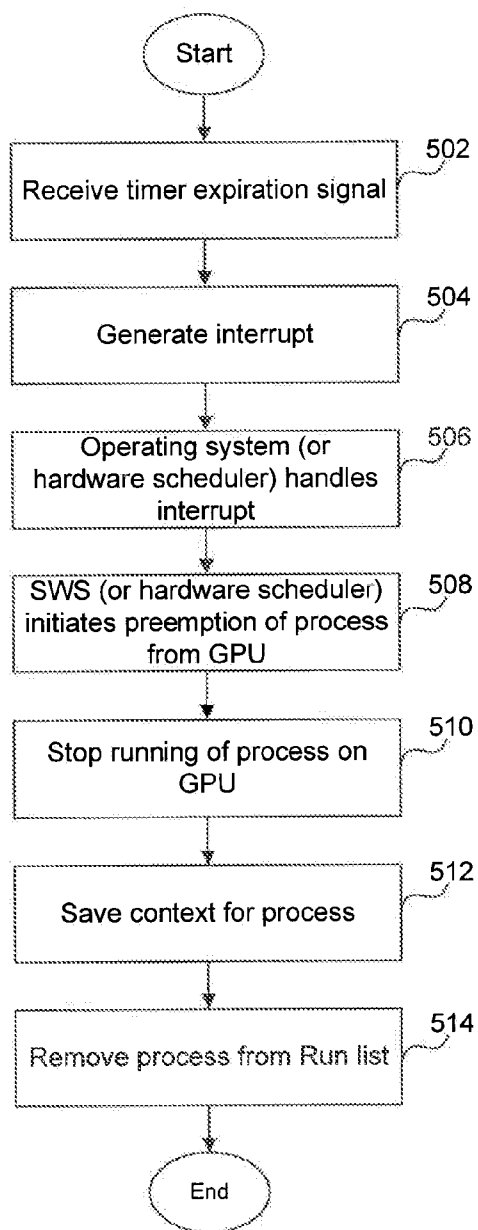 Start
502
Receive timer expiration signal
504
Generate interrupt
506
Operating system (or
hardware scheduler) handles
interrupt
508
SWS (or hardware scheduler)
initiates preemption of process
from GPU
510
Stop running of process on
GPU
512
Save context for process
514
Remove process from Run list
End